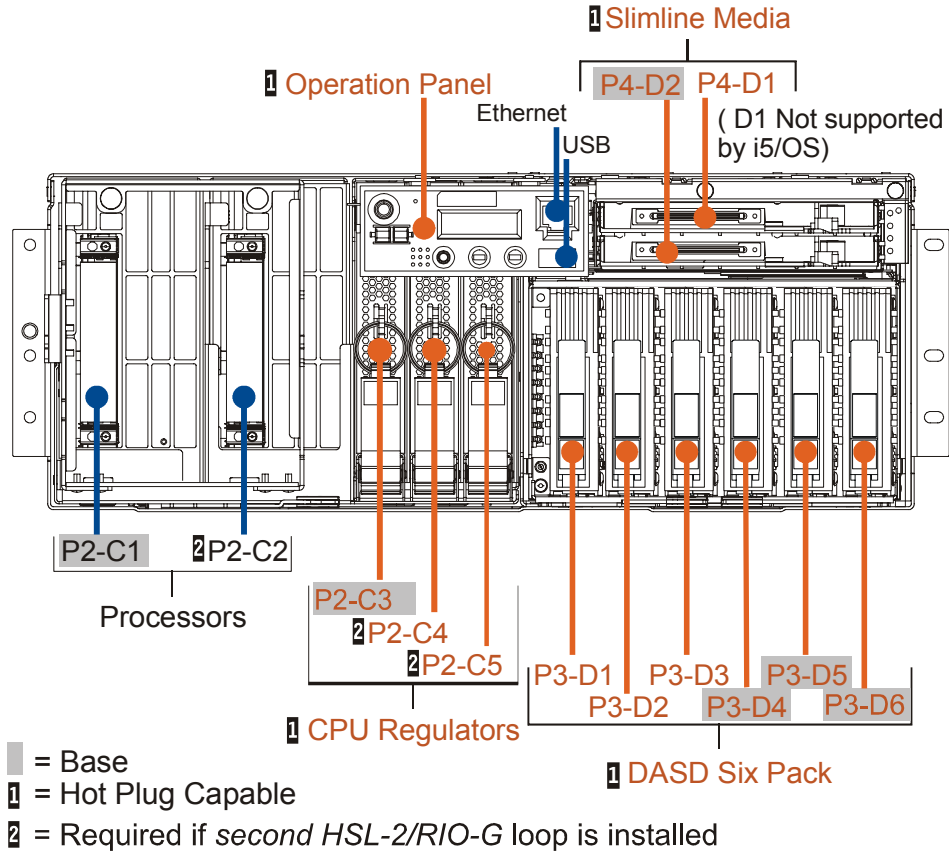 1 Slimline Media
1 Operation Panel
P4-D2 P4-D1
Ethernet
( D1 Not supported
by i5/OS)
USB
P2-C1
2 P2-C2
Processors
P2-C3
2 P2-C4
2 P2-C5
1 CPU Regulators
P3-D1
P3-D2
P3-D3
P3-D4
P3-D5
P3-D6
1 DASD Six Pack
= Base
1 = Hot Plug Capable
2 = Required if second HSL-2/RIO-G loop is installed